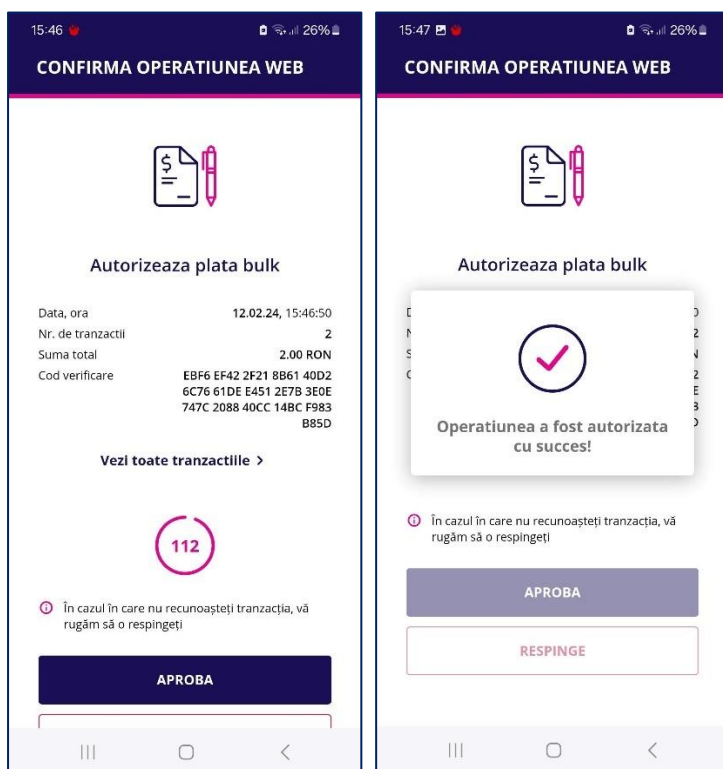 15:46
26%
CONFIRMA OPERATIUNEA WEB
$
Autorizeaza plata bulk
Data, ora 12.02.24, 15:46:50
Nr. de tranzactii 2
Suma total 2.00 RON
Cod verificare EBF6 EF42 2F21 8B61 40D2
6C76 61DE E451 2E7B 3E0E
747C 2088 40CC 14BC F983
B85D
Vezi toate tranzactiile >
112
În cazul în care nu recunoașteți tranzacția, vă
rugăm să o respingeți
APROBA
15:47
26%
CONFIRMA OPERATIUNEA WEB
$
Autorizeaza plata bulk
Operatiunea a fost autorizata
cu succes!
În cazul în care nu recunoașteți tranzacția, vă
rugăm să o respingeți
APROBA
RESPINGE